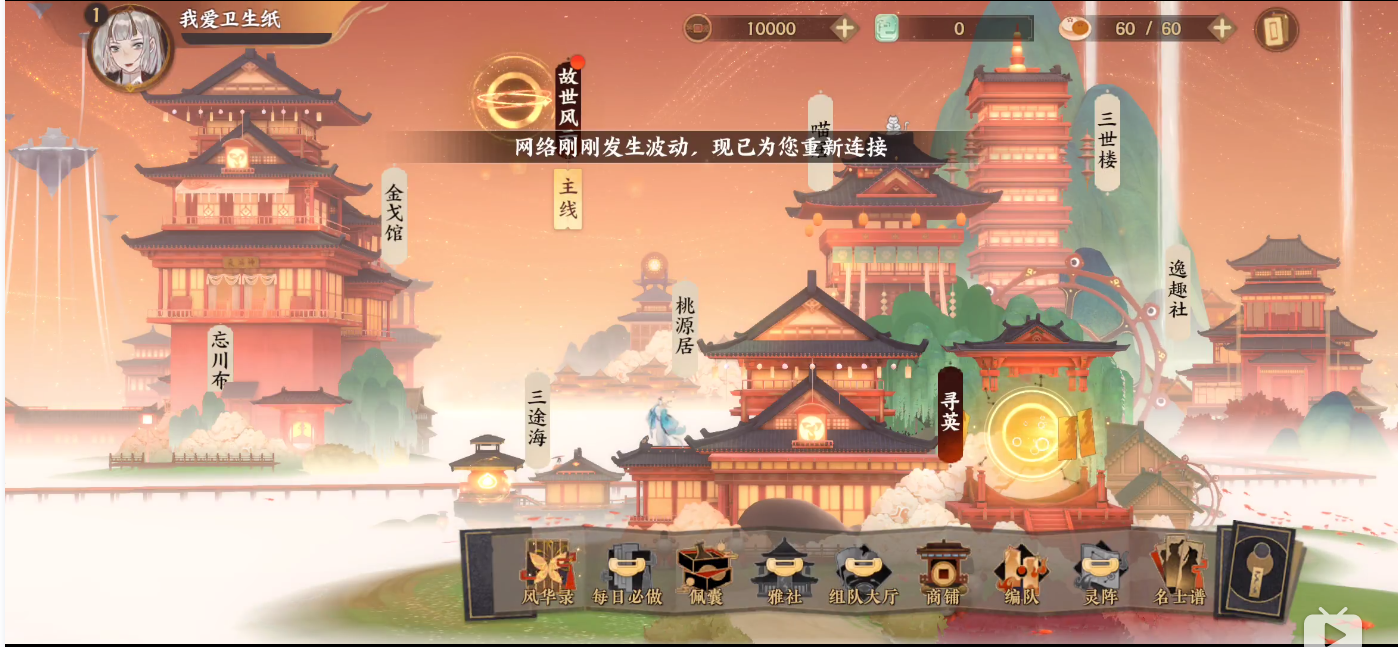 1
我爱卫生纸
10000
0
60 / 60
故世风
主线
网络刚刚发生波动，现已为您重新连接
喵
三世楼
金戈馆
逸趣社
桃源居
忘川布
三途海
寻英
风华录
每日必做
佩囊
雅社
组队大厅
商铺
编队
灵阵
名士谱